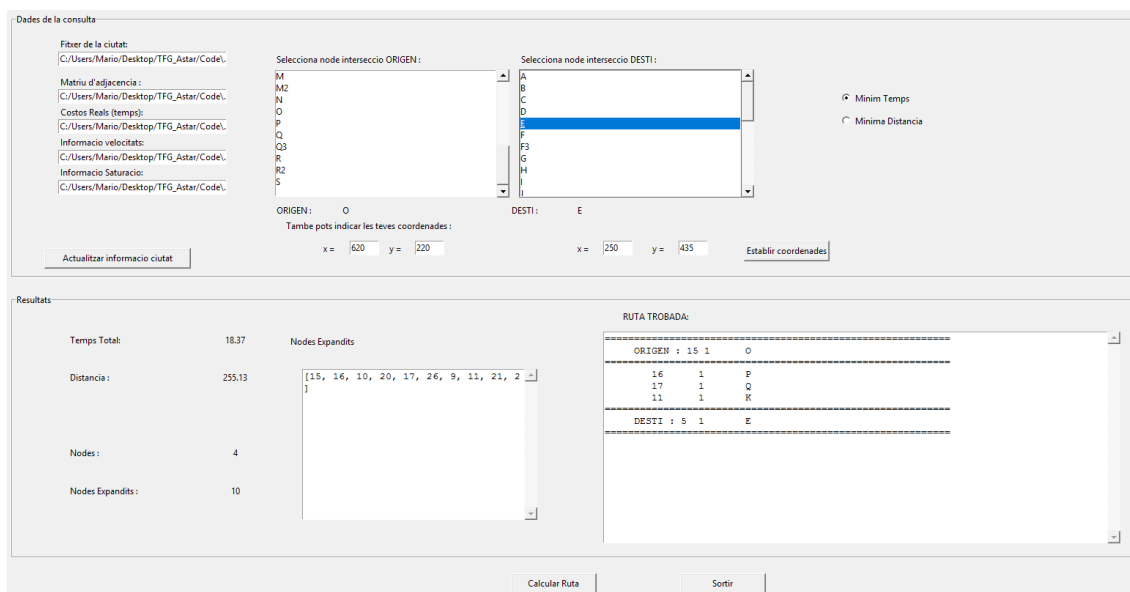 Dades de la consulta
Fitxer de la ciutat:
C:/Users/Mario/Desktop/TFG_Astar/Code\.
Matriu d'adjacencia :
C:/Users/Mario/Desktop/TFG_Astar/Code\.
Costos Reals (temps):
C:/Users/Mario/Desktop/TFG_Astar/Code\.
Informacio velocitats:
C:/Users/Mario/Desktop/TFG_Astar/Code\.
Informacio Saturacio:
C:/Users/Mario/Desktop/TFG_Astar/Code\.
Actualitzar informacio ciutat
Selecciona node interseccio ORIGEN :
M
M2
N
O
P
Q
Q3
R
R2
S
Selecciona node interseccio DESTI :
A
B
C
D
E
F
F3
G
H
I
Minim Temps
Minima Distancia
ORIGEN : O
DESTI : E
Tambe pots indicar les teves coordenades :
x = 620 y = 220
x = 250 y = 435
Establir coordenades
Resultats
Temps Total: 18.37
Distancia : 255.13
Nodes : 4
Nodes Expandits : 10
Nodes Expandits
[15, 16, 10, 20, 17, 26, 9, 11, 21, 2
]
RUTA TROBADA:
ORIGEN : 15 1 O
16 1 P
17 1 Q
11 1 K
DESTI : 5 1 E
Calcular Ruta
Sortir